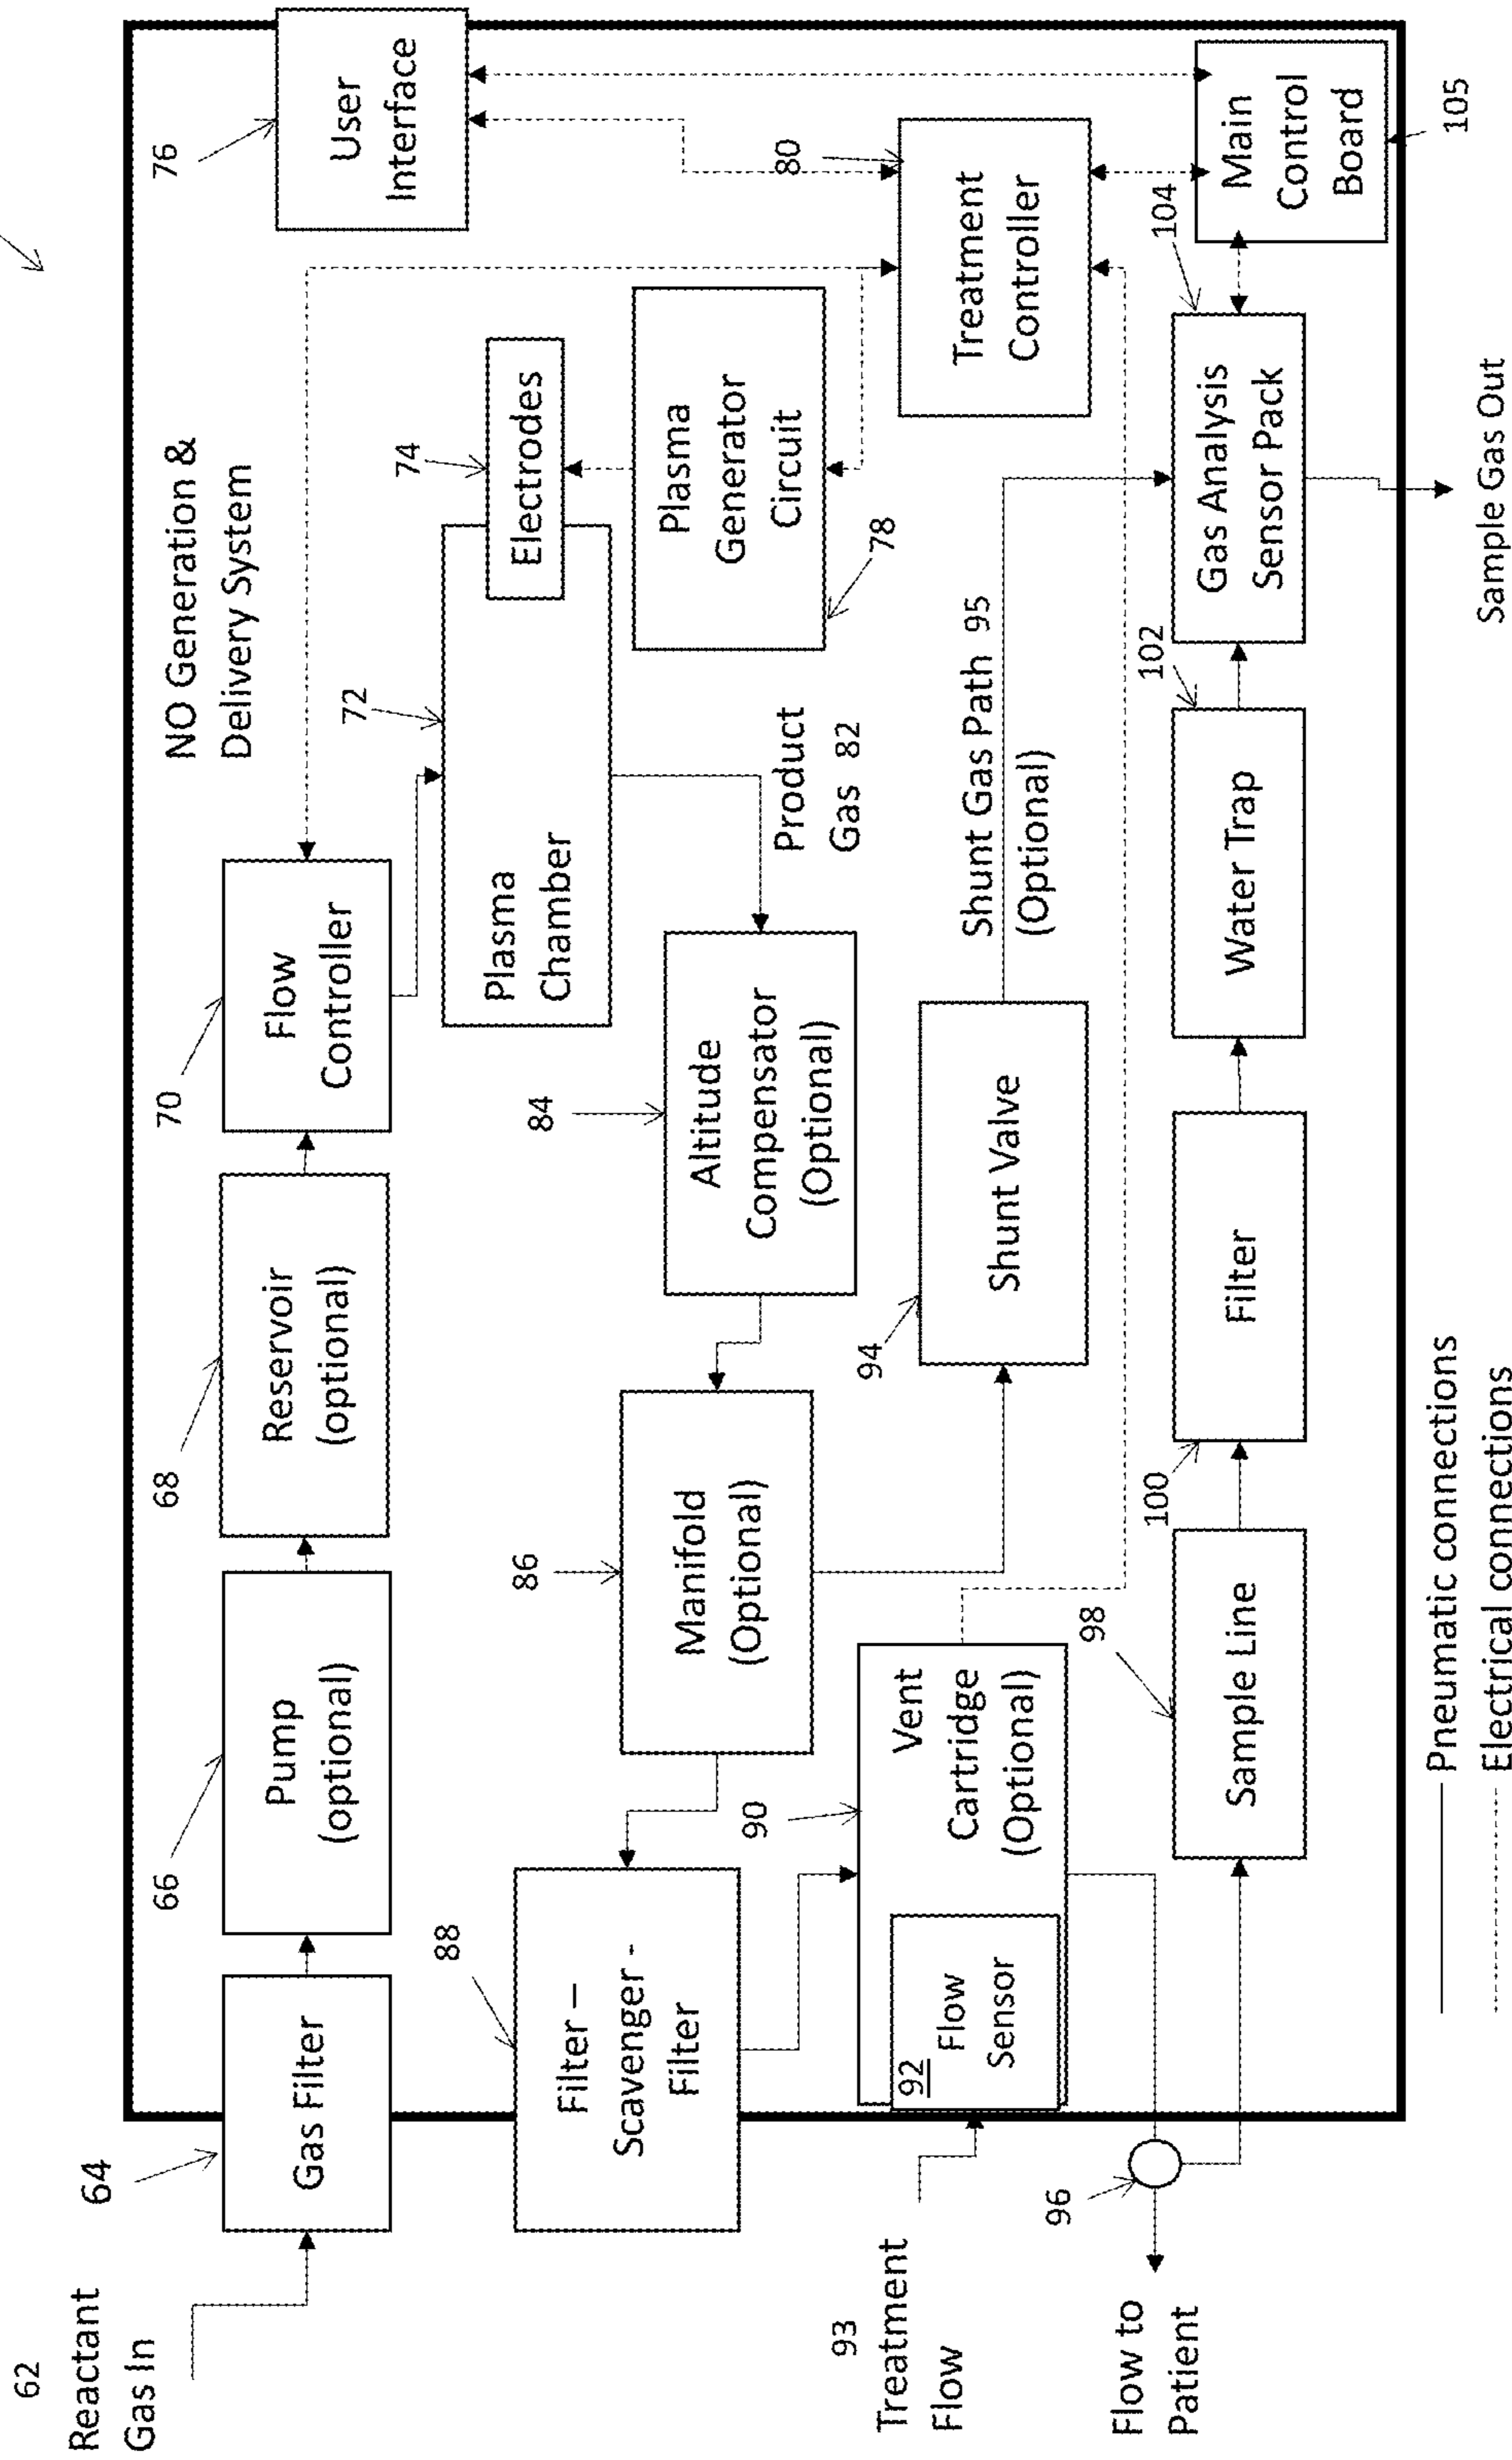 62
Reactant
Gas In
64
Gas Filter
66
Pump
(optional)
68
Reservoir
(optional)
70
Flow
Controller
NO Generation &
Delivery System
76
User
Interface
72
Plasma
Chamber
74
Electrodes
Plasma
Generator
Circuit
78
80
Treatment
Controller
Product
Gas 82
84
Altitude
Compensator
(Optional)
86
Manifold
(Optional)
88
Filter –
Scavenger -
Filter
90
Vent
Cartridge
(Optional)
92
Flow
Sensor
93
Treatment
Flow
94
Shunt Valve
Shunt Gas Path 95
(Optional)
96
Flow to
Patient
98
Sample Line
100
Filter
102
Water Trap
104
Gas Analysis
Sensor Pack
Main
Control
Board
105
Sample Gas Out
Pneumatic connections
Electrical connections